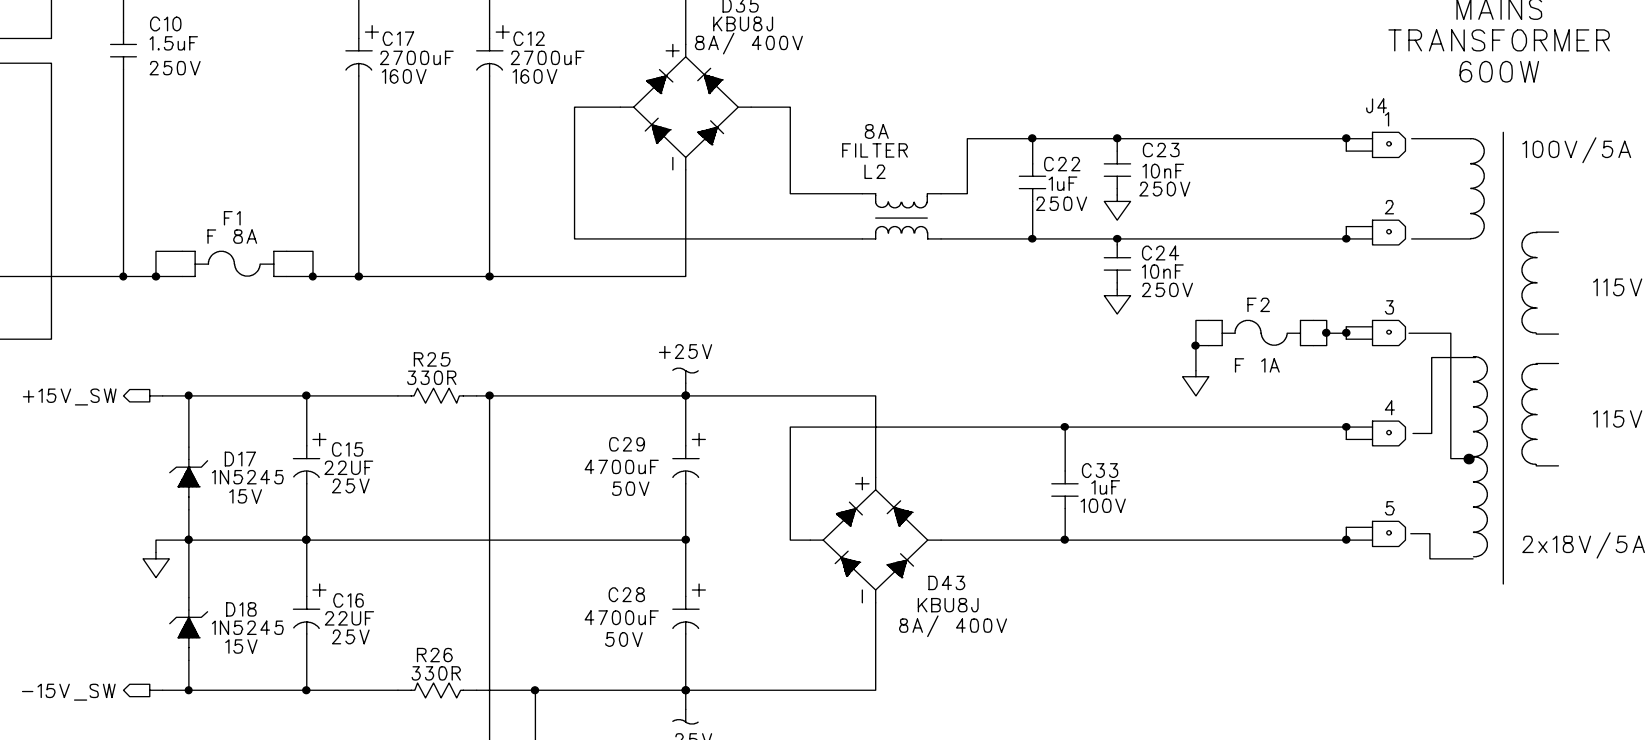 C10
1.5uF
250V
+
C17
2700uF
160V
+
C12
2700uF
160V
D35
KBU8J
8A/ 400V
+
−
MAINS
TRANSFORMER
600W
8A
FILTER
L2
J4
1
2
100V/5A
C22
1uF
250V
C23
10nF
250V
C24
10nF
250V
115V
F1
F 8A
F2
F 1A
3
4
5
115V
2x18V/5A
+15V_SW
R25
330R
+25V
D17
1N5245
15V
+
C15
22UF
25V
C29
4700uF
50V
+
C33
1uF
100V
+
−
D43
KBU8J
8A/ 400V
D18
1N5245
15V
+
C16
22UF
25V
C28
4700uF
50V
+
-15V_SW
R26
330R
25V